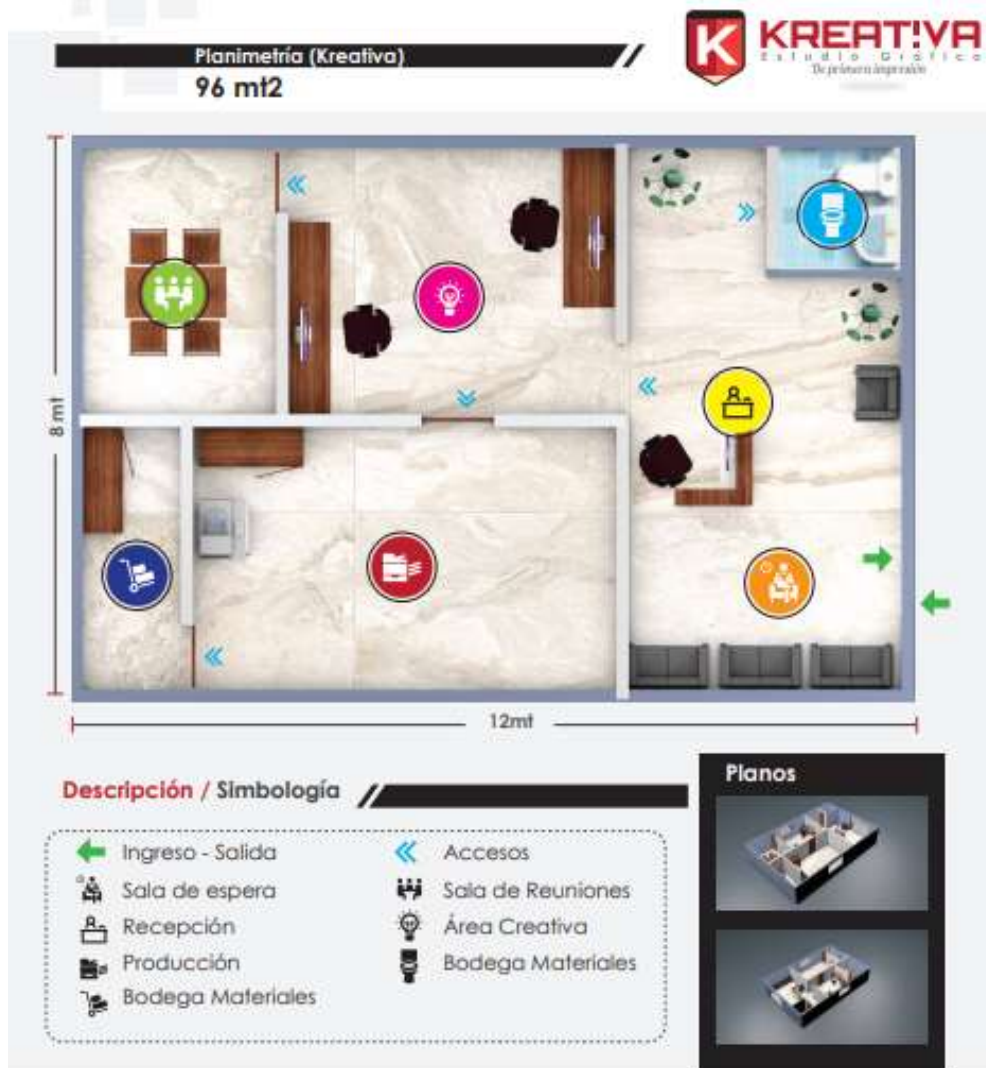 Planimetría (Kreativa)
96 mt2
KREAT!VA
Estudio Gráfico
De primera impresión
8 mt
12mt
Descripción / Simbología
Ingreso - Salida
Sala de espera
Recepción
Producción
Bodega Materiales
Accesos
Sala de Reuniones
Área Creativa
Bodega Materiales
Planos